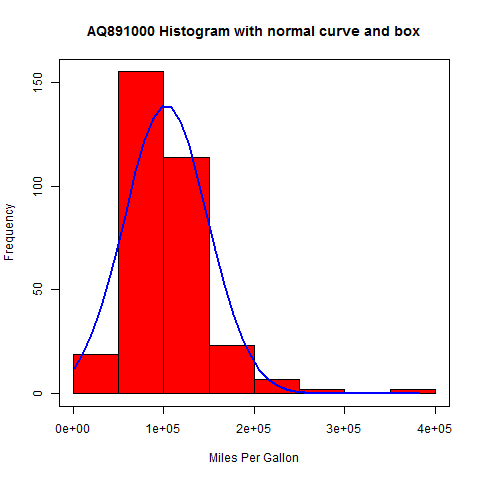 AQ891000 Histogram with normal curve and box
150
100
50
0
Frequency
0e+00 1e+05 2e+05 3e+05 4e+05
Miles Per Gallon